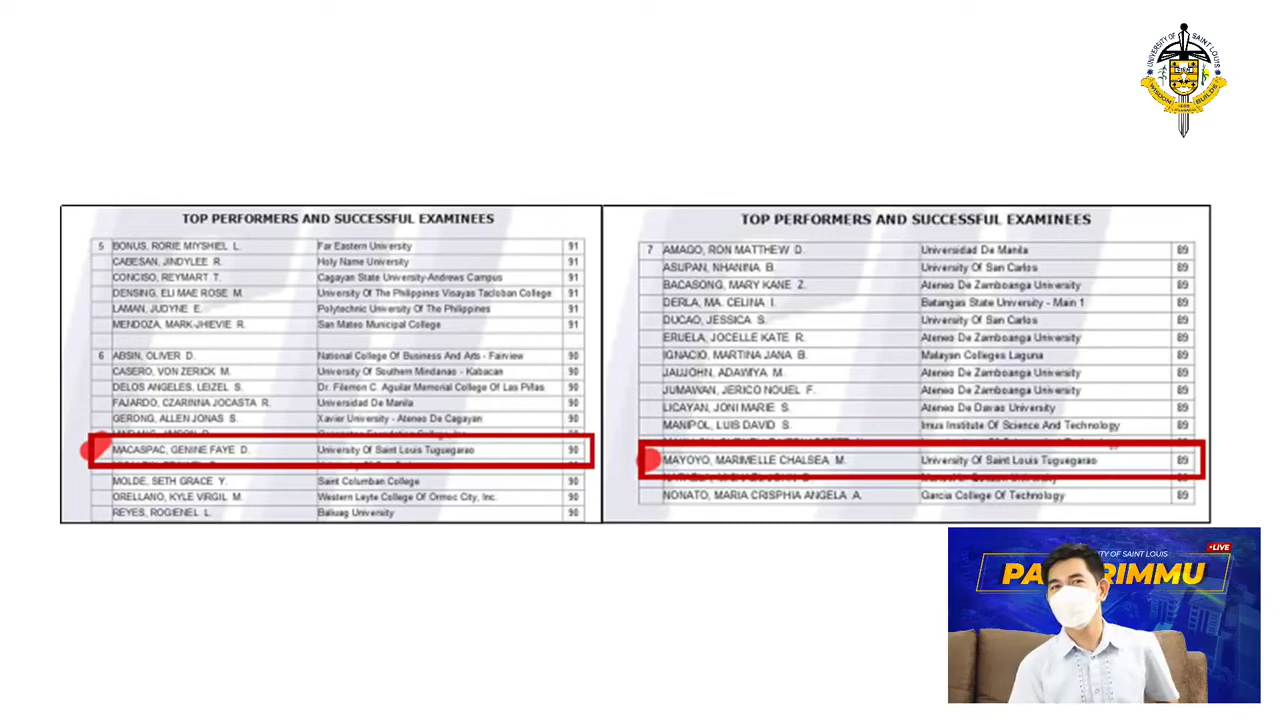 UNIVERSITY OF SAINT LOUIS
WISDOM BUILDS
TOP PERFORMERS AND SUCCESSFUL EXAMINEES
5 BONUS, RORIE MIYSHIEL L. Far Eastern University 91
CABESAN, JINDYLEE R. Holy Name University 91
CONCISO, REYMART T. Cagayan State University-Andrews Campus 91
DENSING, ELI MAE ROSE M. University Of The Philippines Visayas Tacloban College 91
LAMAN, JUDYNE E. Polytechnic University Of The Philippines 91
MENDOZA, MARK-JHIEVIE R. San Mateo Municipal College 91
6 ABSIN, OLIVER D. National College Of Business And Arts - Fairview 90
CASERO, VON ZERICK M. University Of Southern Mindanao - Kabacan 90
DELOS ANGELES, LEIZEL S. Dr. Filemon C. Aguilar Memorial College Of Las Piñas 90
FAJARDO, CZARINNA JOCASTA R. Universidad De Manila 90
GERONG, ALLEN JONAS S. Xavier University - Ateneo De Cagayan 90
MACASPAC, GENINE FAYE D. University Of Saint Louis Tuguegarao 90
MOLDE, SETH GRACE Y. Saint Columban College 90
ORELLANO, KYLE VIRGIL M. Western Leyte College Of Ormoc City, Inc. 90
REYES, ROGIENEL L. Baliuag University 90
TOP PERFORMERS AND SUCCESSFUL EXAMINEES
7 AMAGO, RON MATTHEW D. Universidad De Manila 89
ASUPAN, NHANINA B. University Of San Carlos 89
BACASONG, MARY KANE Z. Ateneo De Zamboanga University 89
DERLA, MA. CELINA I. Batangas State University - Main 1 89
DUCAO, JESSICA S. University Of San Carlos 89
ERUELA, JOCELLE KATE R. Ateneo De Zamboanga University 89
IGNACIO, MARTINA JANA B. Malayan Colleges Laguna 89
JAUJOHN, ADAWIYA M. Ateneo De Zamboanga University 89
JUMAWAN, JERICO NOUEL F. Ateneo De Zamboanga University 89
LICAYAN, JONI MARIE S. Ateneo De Davao University 89
MANIPOL, LUIS DAVID S. Imus Institute Of Science And Technology 89
MAYOYO, MARIMELLE CHALSEA M. University Of Saint Louis Tuguegarao 89
NONATO, MARIA CRISPHIA ANGELA A. Garcia College Of Technology 89
LIVE
OF SAINT LOUIS